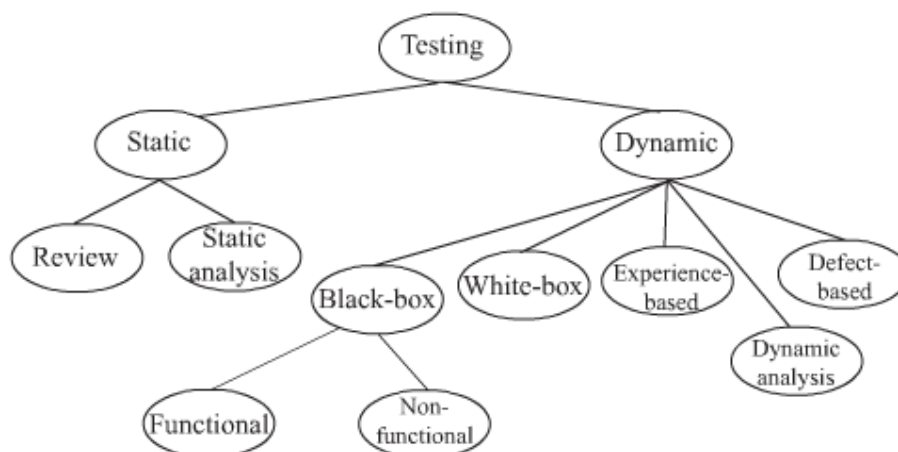 Testing
Static
Dynamic
Review
Static
analysis
Black-box
White-box
Experience-
based
Defect-
based
Dynamic
analysis
Functional
Non-
functional